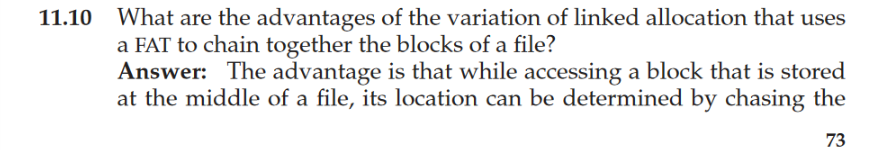 11.10 What are the advantages of the variation of linked allocation that uses
a FAT to chain together the blocks of a file?
Answer: The advantage is that while accessing a block that is stored
at the middle of a file, its location can be determined by chasing the
73